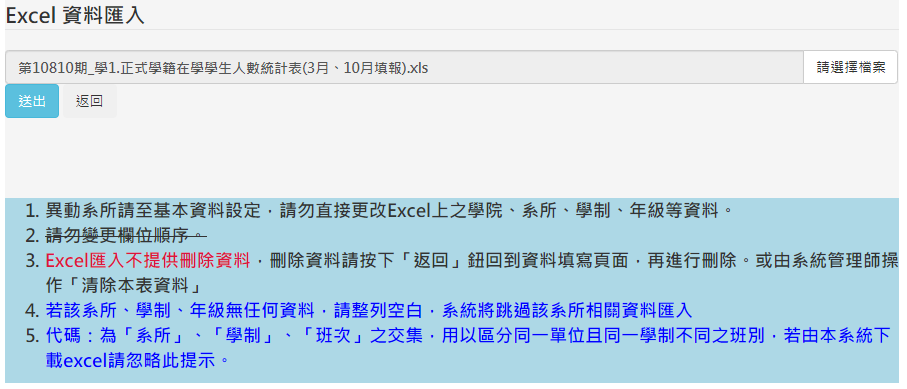 Excel 資料匯入
第10810期_學1.正式學籍在學學生人數統計表(3月、10月填報).xls
請選擇檔案
送出
返回
1. 異動系所請至基本資料設定，請勿直接更改Excel上之學院、系所、學制、年級等資料。
2. 請勿變更欄位順序。
3. Excel匯入不提供刪除資料，刪除資料請按下「返回」鈕回到資料填寫頁面，再進行刪除。或由系統管理師操
作「清除本表資料」
4. 若該系所、學制、年級無任何資料，請整列空白，系統將跳過該系所相關資料匯入
5. 代碼：為「系所」、「學制」、「班次」之交集，用以區分同一單位且同一學制不同之班別，若由本系統下
載excel請忽略此提示。